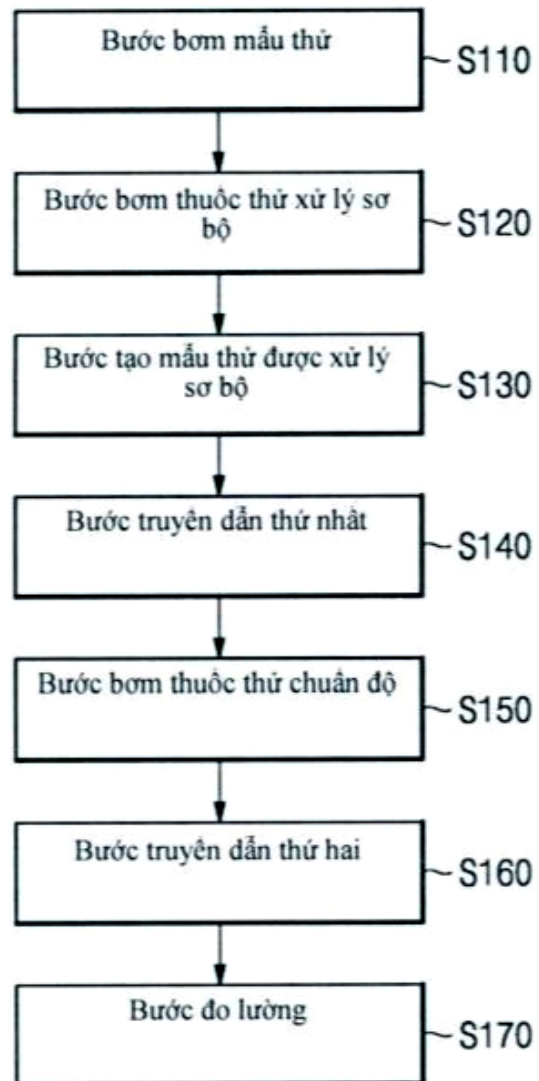 Bước bơm mẫu thử
S110
Bước bơm thuốc thử xử lý sơ
bộ
S120
Bước tạo mẫu thử được xử lý
sơ bộ
S130
Bước truyền dẫn thứ nhất
S140
Bước bơm thuốc thử chuẩn độ
S150
Bước truyền dẫn thứ hai
S160
Bước đo lường
S170